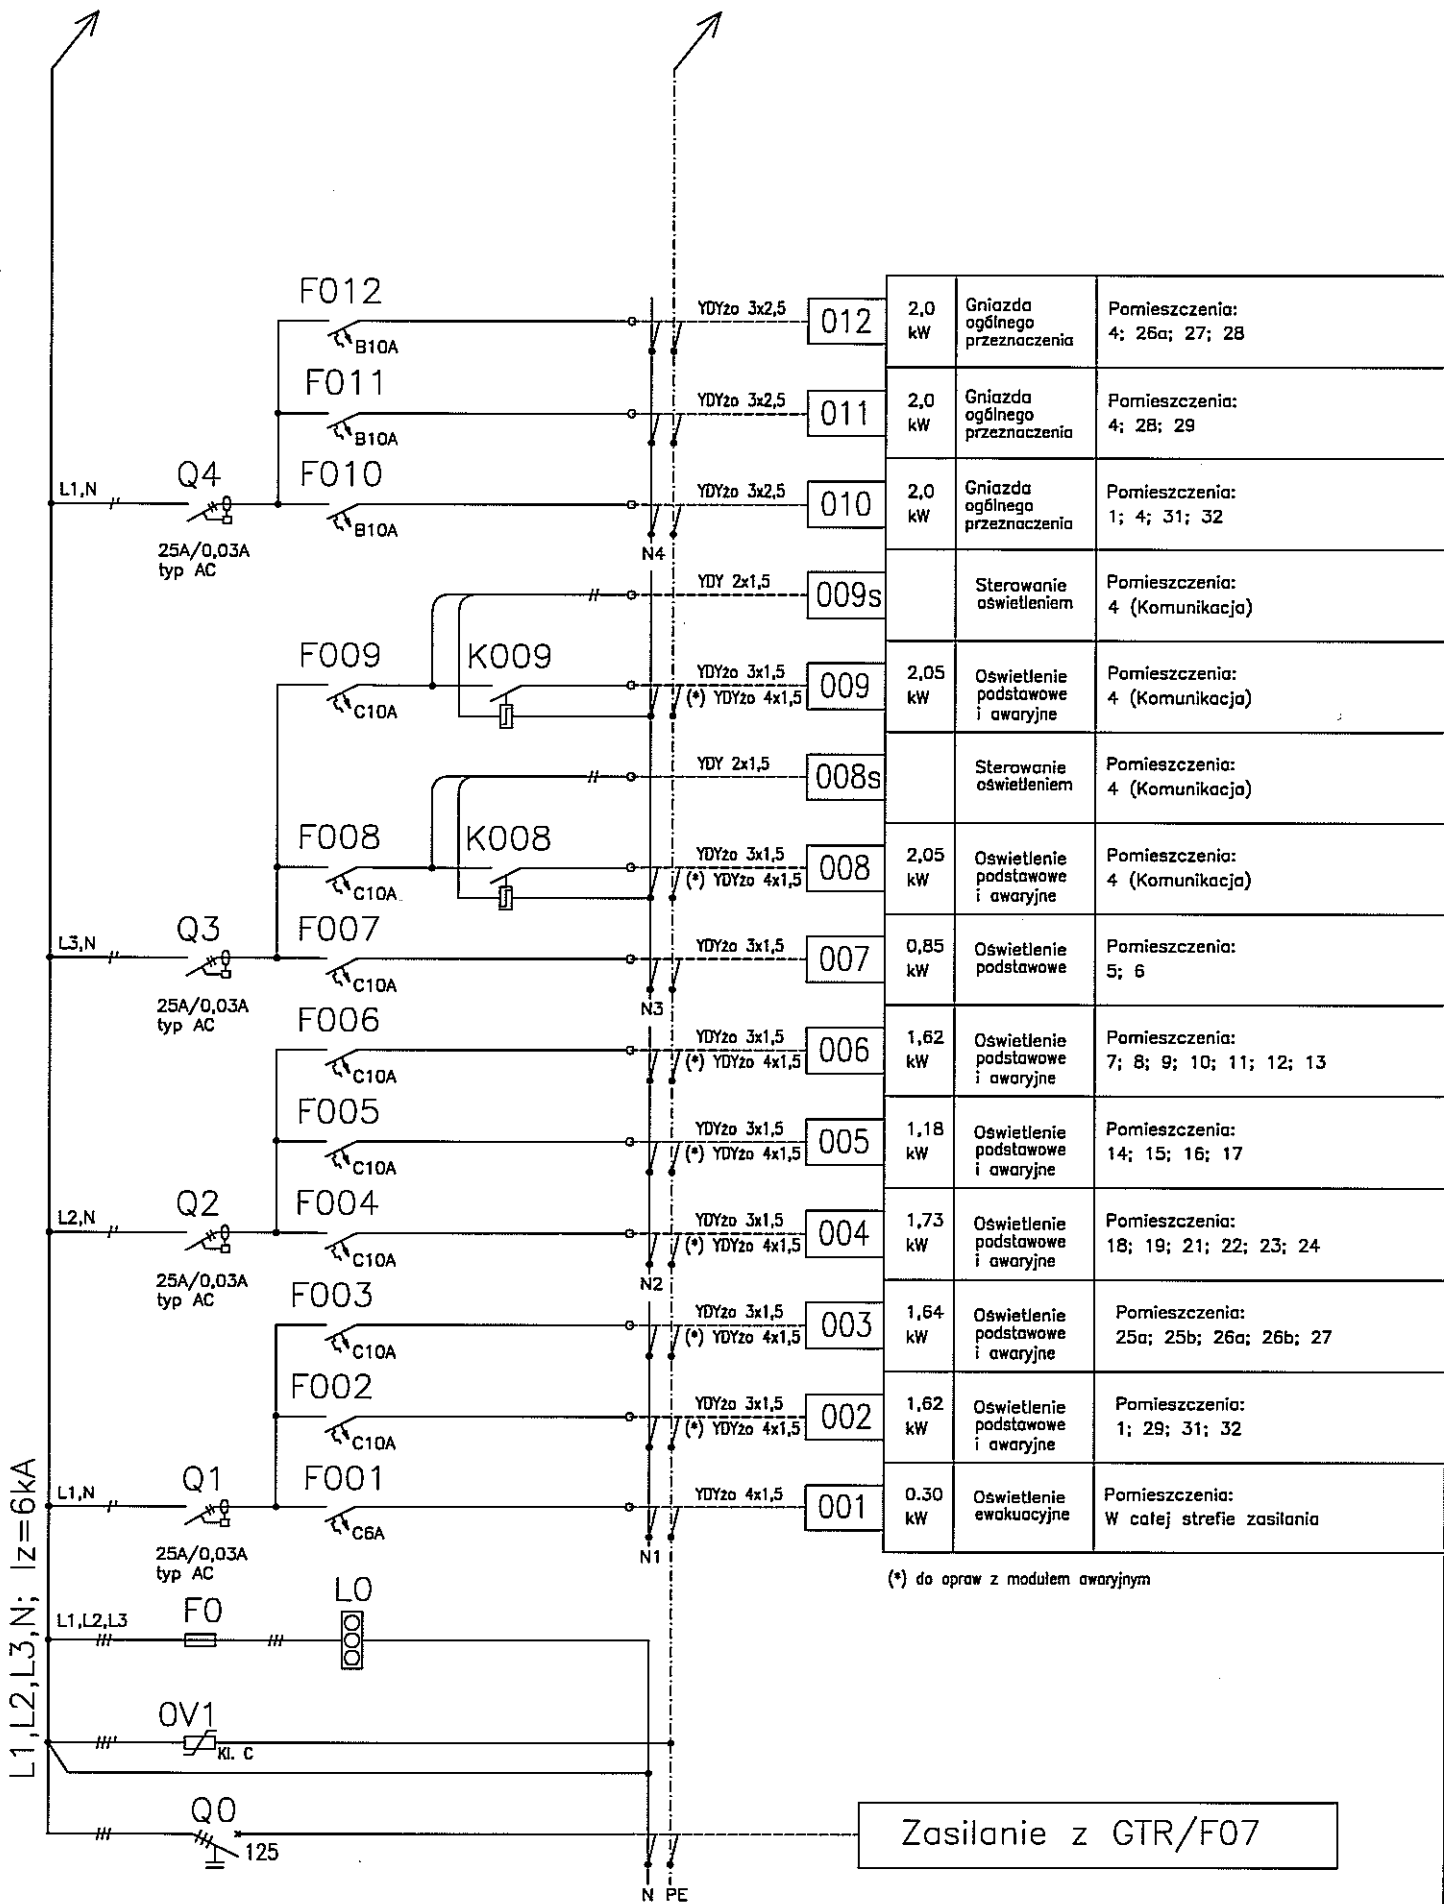 F012
B10A
YDYżo 3x2,5
012
2,0
kW
Gniazda
ogólnego
przeznaczenia
Pomieszczenia:
4; 26a; 27; 28
F011
B10A
YDYżo 3x2,5
011
2,0
kW
Gniazda
ogólnego
przeznaczenia
Pomieszczenia:
4; 28; 29
L1,N
Q4
25A/0,03A
typ AC
F010
B10A
YDYżo 3x2,5
N4
010
2,0
kW
Gniazda
ogólnego
przeznaczenia
Pomieszczenia:
1; 4; 31; 32
YDY 2x1,5
009s
Sterowanie
oświetleniem
Pomieszczenia:
4 (Komunikacja)
F009
C10A
K009
YDYżo 3x1,5
(*) YDYżo 4x1,5
009
2,05
kW
Oświetlenie
podstawowe
i awaryjne
Pomieszczenia:
4 (Komunikacja)
YDY 2x1,5
008s
Sterowanie
oświetleniem
Pomieszczenia:
4 (Komunikacja)
F008
C10A
K008
YDYżo 3x1,5
(*) YDYżo 4x1,5
008
2,05
kW
Oświetlenie
podstawowe
i awaryjne
Pomieszczenia:
4 (Komunikacja)
L3,N
Q3
25A/0,03A
typ AC
F007
C10A
YDYżo 3x1,5
N3
007
0,85
kW
Oświetlenie
podstawowe
Pomieszczenia:
5; 6
F006
C10A
YDYżo 3x1,5
(*) YDYżo 4x1,5
006
1,62
kW
Oświetlenie
podstawowe
i awaryjne
Pomieszczenia:
7; 8; 9; 10; 11; 12; 13
F005
C10A
YDYżo 3x1,5
(*) YDYżo 4x1,5
005
1,18
kW
Oświetlenie
podstawowe
i awaryjne
Pomieszczenia:
14; 15; 16; 17
L2,N
Q2
25A/0,03A
typ AC
F004
C10A
YDYżo 3x1,5
(*) YDYżo 4x1,5
N2
004
1,73
kW
Oświetlenie
podstawowe
i awaryjne
Pomieszczenia:
18; 19; 21; 22; 23; 24
F003
C10A
YDYżo 3x1,5
(*) YDYżo 4x1,5
003
1,64
kW
Oświetlenie
podstawowe
i awaryjne
Pomieszczenia:
25a; 25b; 26a; 26b; 27
F002
C10A
YDYżo 3x1,5
(*) YDYżo 4x1,5
002
1,62
kW
Oświetlenie
podstawowe
i awaryjne
Pomieszczenia:
1; 29; 31; 32
L1,N
Q1
25A/0,03A
typ AC
F001
C6A
YDYżo 4x1,5
N1
001
0.30
kW
Oświetlenie
ewakuacyjne
Pomieszczenia:
W całej strefie zasilania
(*) do opraw z modułem awaryjnym
L1,L2,L3,N; Iz=6kA
L1,L2,L3
F0
L0
OV1
Kl. C
Q0
125
N PE
Zasilanie z GTR/F07